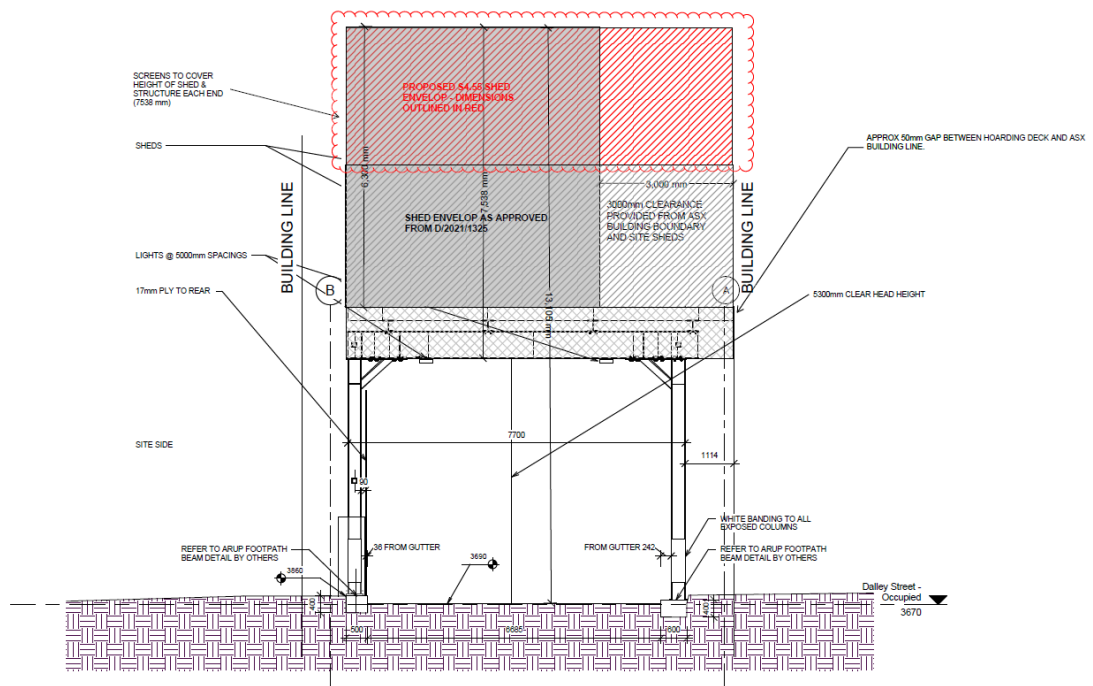 SCREENS TO COVER
HEIGHT OF SHED &
STRUCTURE EACH END
(7538 mm)
PROPOSED S4.55 SHED
ENVELOP - DIMENSIONS
OUTLINED IN RED
APPROX 50mm GAP BETWEEN HOARDING DECK AND ASX
BUILDING LINE.
SHEDS
6,300 mm
7,538 mm
3,000 mm
SHED ENVELOP AS APPROVED
FROM D/2021/1325
3000mm CLEARANCE
PROVIDED FROM ASX
BUILDING BOUNDARY
AND SITE SHEDS
BUILDING LINE
BUILDING LINE
LIGHTS @ 5000mm SPACINGS
17mm PLY TO REAR
B
A
13,105 mm
5300mm CLEAR HEAD HEIGHT
7700
SITE SIDE
1114
90
WHITE BANDING TO ALL
EXPOSED COLUMNS
REFER TO ARUP FOOTPATH
BEAM DETAIL BY OTHERS
36 FROM GUTTER
3690
FROM GUTTER 242
REFER TO ARUP FOOTPATH
BEAM DETAIL BY OTHERS
3860
Dalley Street -
Occupied
3670
400
400
500
6685
600